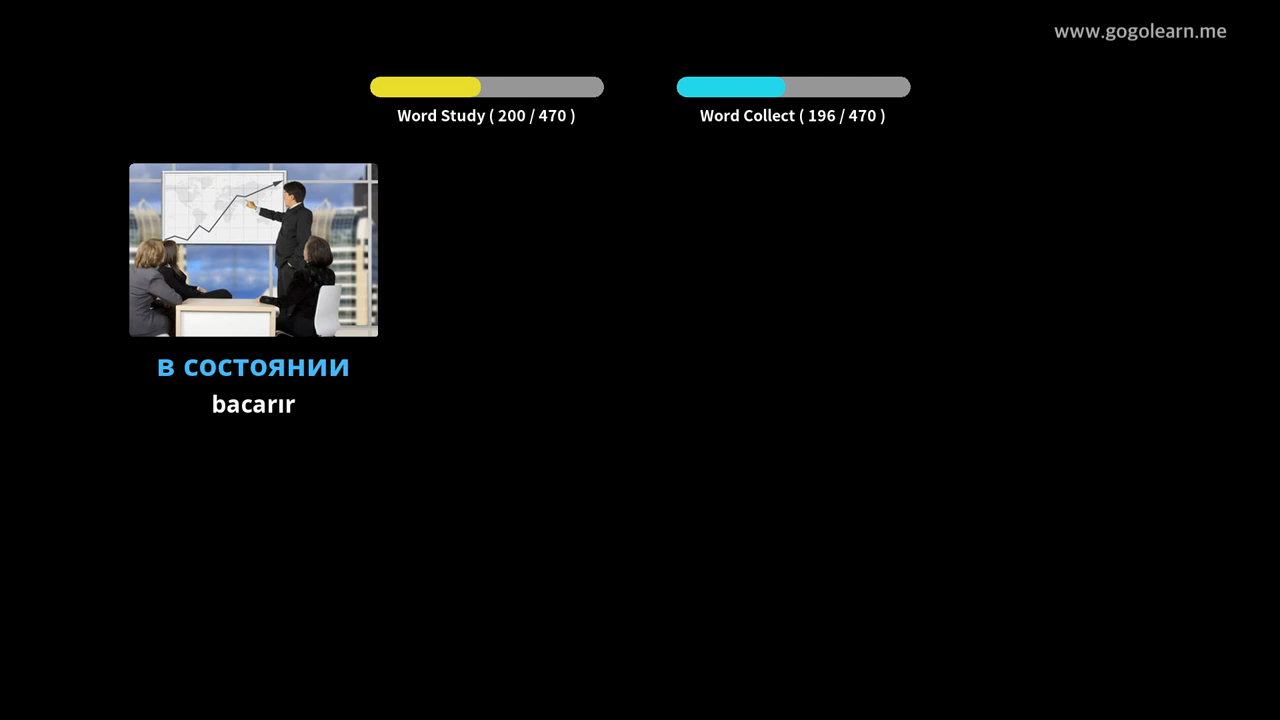 www.gogolearn.me
Word Study ( 200 / 470 )
Word Collect ( 196 / 470 )
в состоянии
bacarır